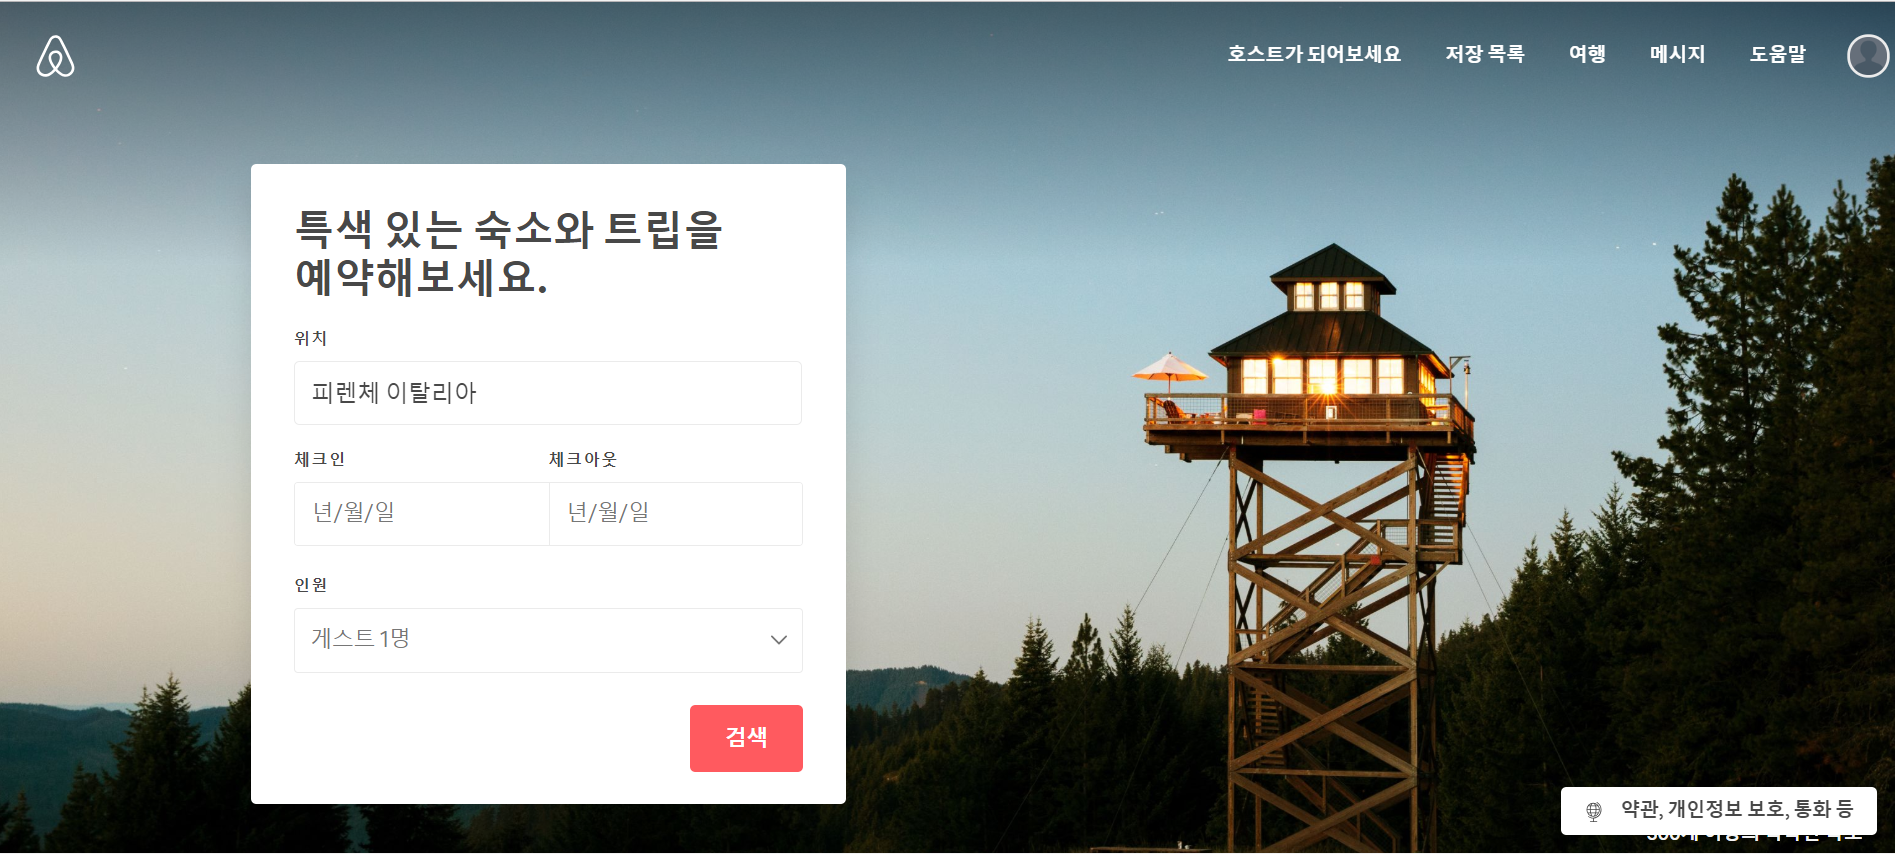 호스트가 되어보세요 저장 목록 여행 메시지 도움말
특색 있는 숙소와 트립을
예약해보세요.
위치
피렌체 이탈리아
체크인 체크아웃
년/월/일 년/월/일
인원
게스트 1명
검색
약관, 개인정보 보호, 통화 등